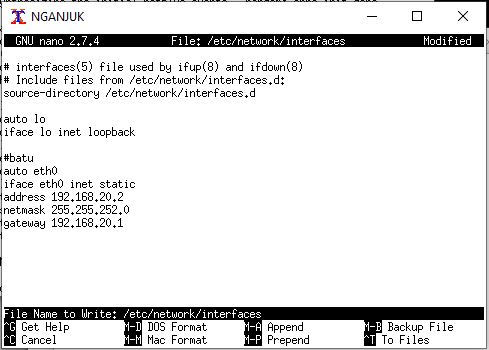 NGANJUK
GNU nano 2.7.4 File: /etc/network/interfaces Modified
# interfaces(5) file used by ifup(8) and ifdown(8)
# Include files from /etc/network/interfaces.d:
source-directory /etc/network/interfaces.d
auto lo
iface lo inet loopback
#batu
auto eth0
iface eth0 inet static
address 192.168.20.2
netmask 255.255.252.0
gateway 192.168.20.1
File Name to Write: /etc/network/interfaces
^G Get Help M-D DOS Format M-A Append M-B Backup File
^C Cancel M-M Mac Format M-P Prepend ^T To Files